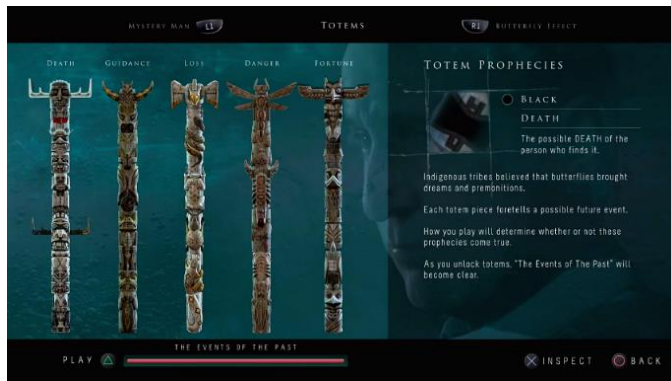 MYSTERY MAN L1 TOTEMS R1 BUTTERFLY EFFECT
DEATH GUIDANCE LOSS DANGER FORTUNE
TOTEM PROPHECIES
BLACK
DEATH
The possible DEATH of the
person who finds it.
Indigenous tribes believed that butterflies brought
dreams and premonitions.
Each totem piece foretells a possible future event.
How you play will determine whether or not these
prophecies come true.
As you unlock totems, "The Events of The Past" will
become clear.
THE EVENTS OF THE PAST
PLAY INSPECT BACK